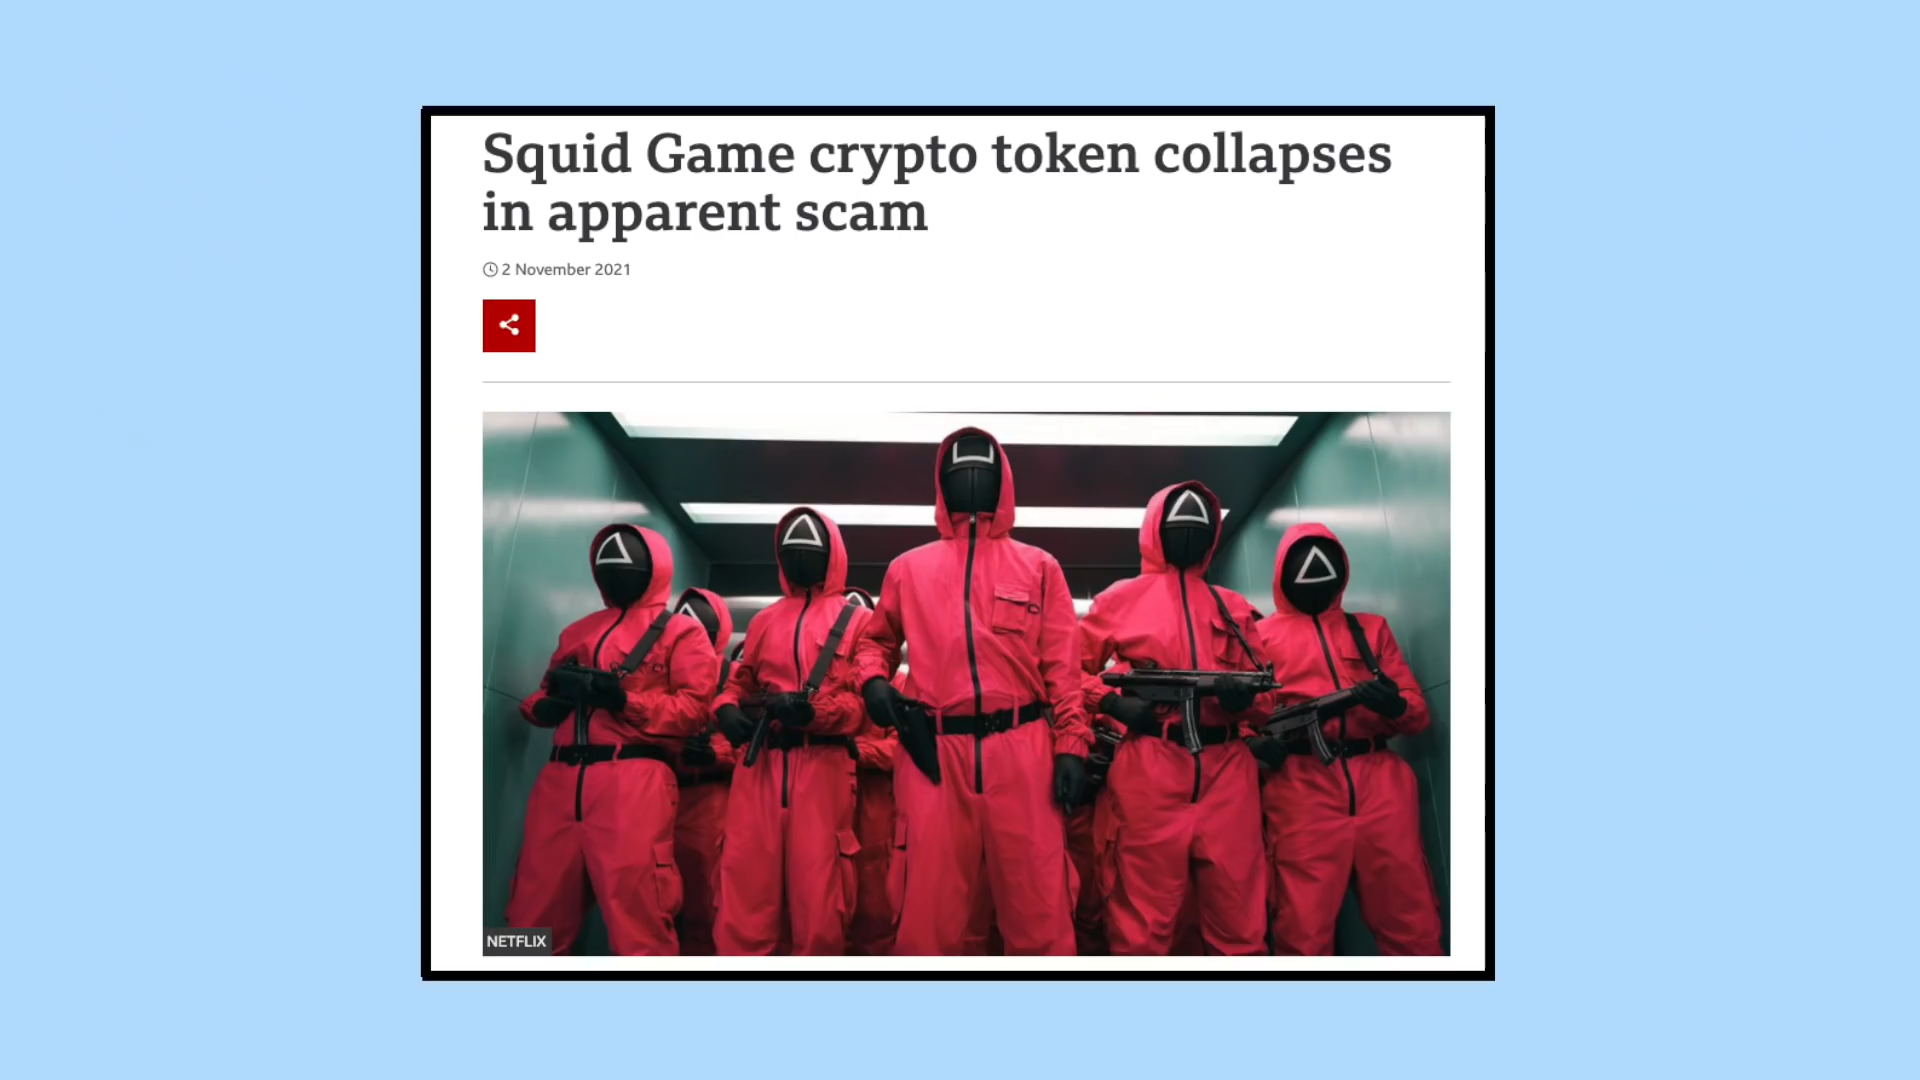 Squid Game crypto token collapses
in apparent scam
2 November 2021
NETFLIX